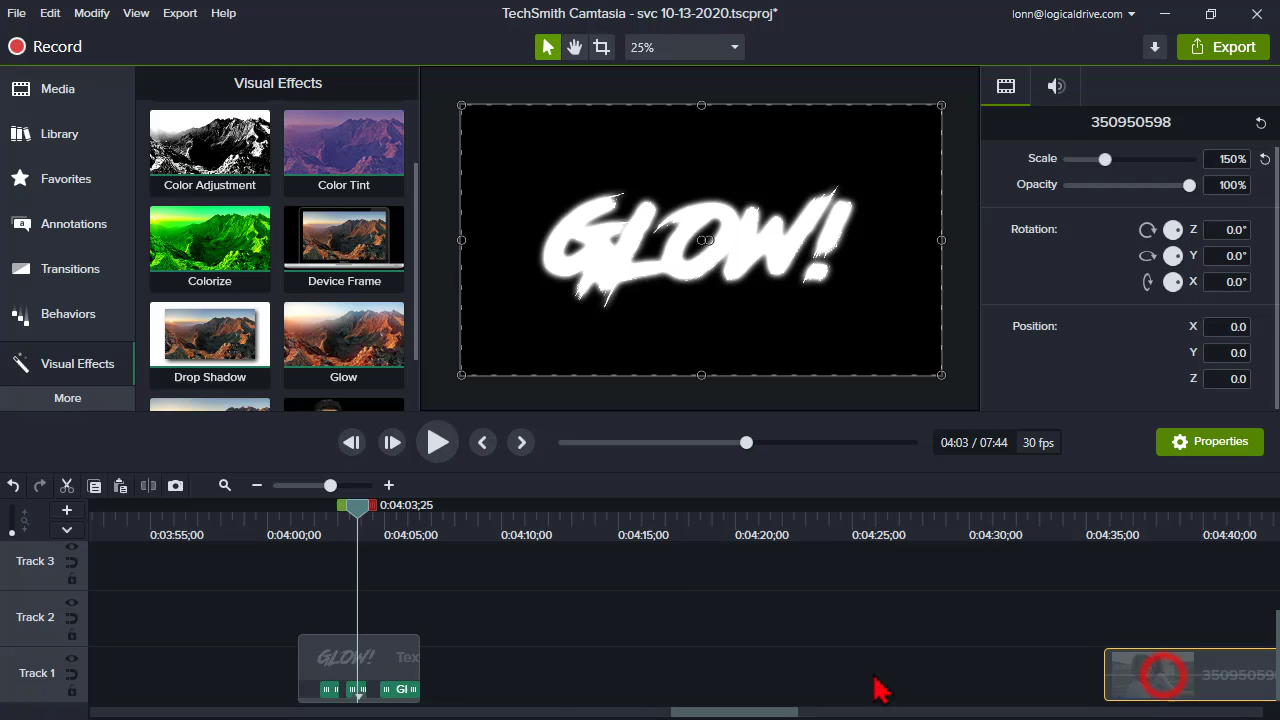 File Edit Modify View Export Help
TechSmith Camtasia - svc 10-13-2020.tscproj*
lonn@logicaldrive.com
Record
25%
Export
Media
Library
Favorites
Annotations
Transitions
Behaviors
Visual Effects
More
Visual Effects
Color Adjustment
Color Tint
Colorize
Device Frame
Drop Shadow
Glow
GLOW!
350950598
Scale 150%
Opacity 100%
Rotation: Z 0.0°
Y 0.0°
X 0.0°
Position: X 0.0
Y 0.0
Z 0.0
04:03 / 07:44 30 fps
Properties
0:04:03;25
0:03:55;00 0:04:00;00 0:04:05;00 0:04:10;00 0:04:15;00 0:04:20;00 0:04:25;00 0:04:30;00 0:04:35;00 0:04:40;00
Track 3
Track 2
Track 1
GLOW! Tex
Gl
350950598